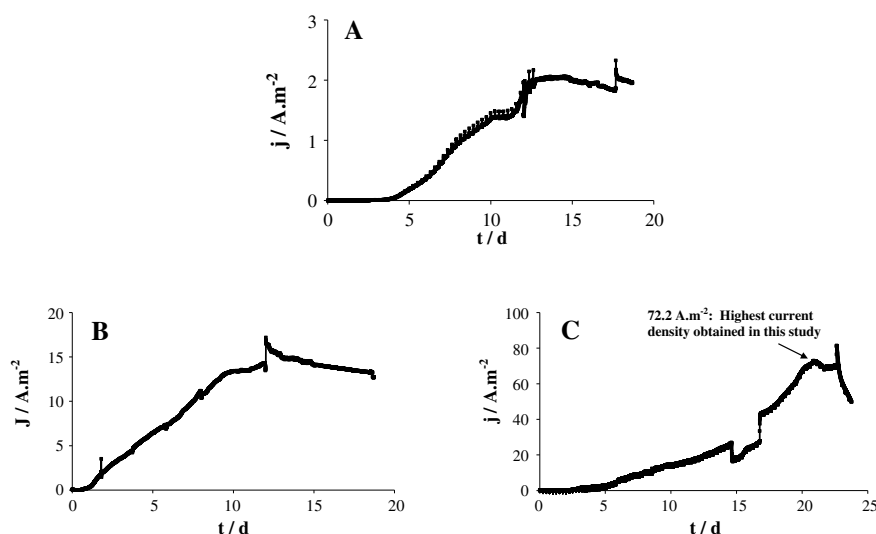 A
3
2
1
0
j / A.m-2
0 5 10 15 20
t / d
B
20
15
10
5
0
J / A.m-2
0 5 10 15 20
t / d
C
72.2 A.m-2: Highest current
density obtained in this study
100
80
60
40
20
0
j / A.m-2
0 5 10 15 20 25
t / d